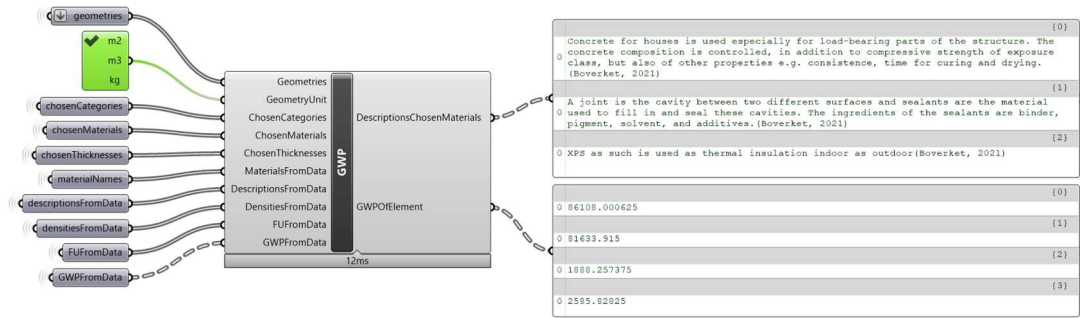 geometries
m2
m3
kg
chosenCategories
chosenMaterials
chosenThicknesses
materialNames
descriptionsFromData
densitiesFromData
FUFromData
GWPFromData
Geometries
GeometryUnit
ChosenCategories
ChosenMaterials
ChosenThicknesses
MaterialsFromData
DescriptionsFromData
DensitiesFromData
FUFromData
GWPFromData
GWP
DescriptionsChosenMaterials
GWPOfElement
12ms
{0}
Concrete for houses is used especially for load-bearing parts of the structure. The
concrete composition is controlled, in addition to compressive strength of exposure
0 class, but also of other properties e.g. consistence, time for curing and drying.
(Boverket, 2021)
{1}
A joint is the cavity between two different surfaces and sealants are the material
0 used to fill in and seal these cavities. The ingredients of the sealants are binder,
pigment, solvent, and additives.(Boverket, 2021)
{2}
0 XPS as such is used as thermal insulation indoor as outdoor(Boverket, 2021)
{0}
0 86108.000625
{1}
0 81633.915
{2}
0 1888.257375
{3}
0 2585.82825